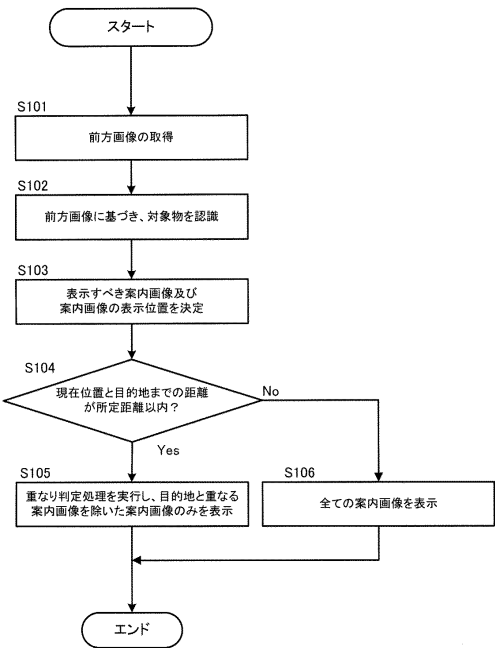 スタート
S101
前方画像の取得
S102
前方画像に基づき、対象物を認識
S103
表示すべき案内画像及び
案内画像の表示位置を決定
S104
現在位置と目的地までの距離
が所定距離以内？
No
Yes
S105
重なり判定処理を実行し、目的地と重なる
案内画像を除いた案内画像のみを表示
S106
全ての案内画像を表示
エンド